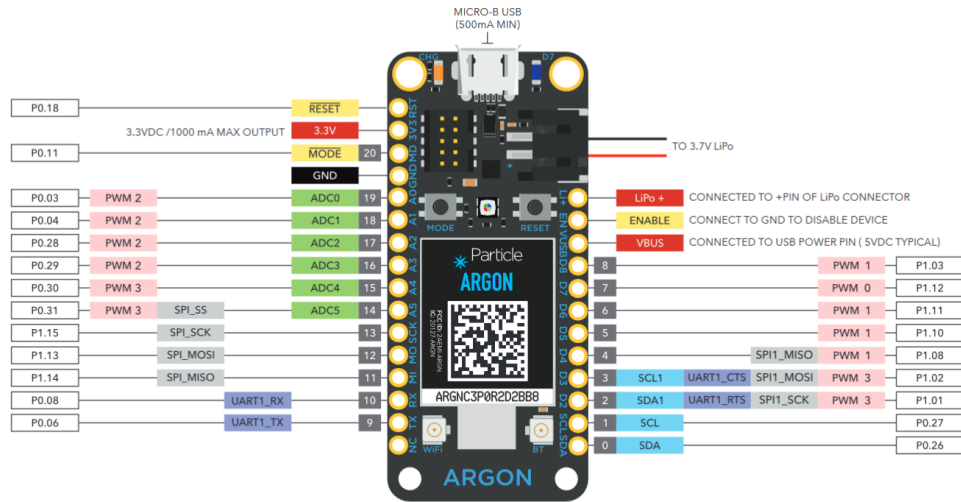 MICRO-B USB
(500mA MIN)
CHG
D7
P0.18 RESET RST
3.3VDC /1000 mA MAX OUTPUT 3.3V 3V3
P0.11 MODE 20 MD
GND GND
TO 3.7V LiPo
+
P0.03 PWM 2 ADC0 19 A0
P0.04 PWM 2 ADC1 18 A1
P0.28 PWM 2 ADC2 17 A2
P0.29 PWM 2 ADC3 16 A3
P0.30 PWM 3 ADC4 15 A4
P0.31 PWM 3 SPI_SS ADC5 14 A5
P1.15 SPI_SCK 13 SCK
P1.13 SPI_MOSI 12 MO
P1.14 SPI_MISO 11 MI
P0.08 UART1_RX 10 RX
P0.06 UART1_TX 9 TX
NC
MODE
RESET
Particle
ARGON
FCC ID: 2AEMI-ARGON
IC: 20127-ARGON
ARGNC3P0R2D2BB8
WiFi
BT
ARGON
Li+ LiPo + CONNECTED TO +PIN OF LiPo CONNECTOR
EN ENABLE CONNECT TO GND TO DISABLE DEVICE
VUSB VBUS CONNECTED TO USB POWER PIN ( 5VDC TYPICAL)
D8 8 PWM 1 P1.03
D7 7 PWM 0 P1.12
D6 6 PWM 1 P1.11
D5 5 PWM 1 P1.10
D4 4 SPI1_MISO PWM 1 P1.08
D3 3 SCL1 UART1_CTS SPI1_MOSI PWM 3 P1.02
D2 2 SDA1 UART1_RTS SPI1_SCK PWM 3 P1.01
SCL 1 SCL P0.27
SDA 0 SDA P0.26